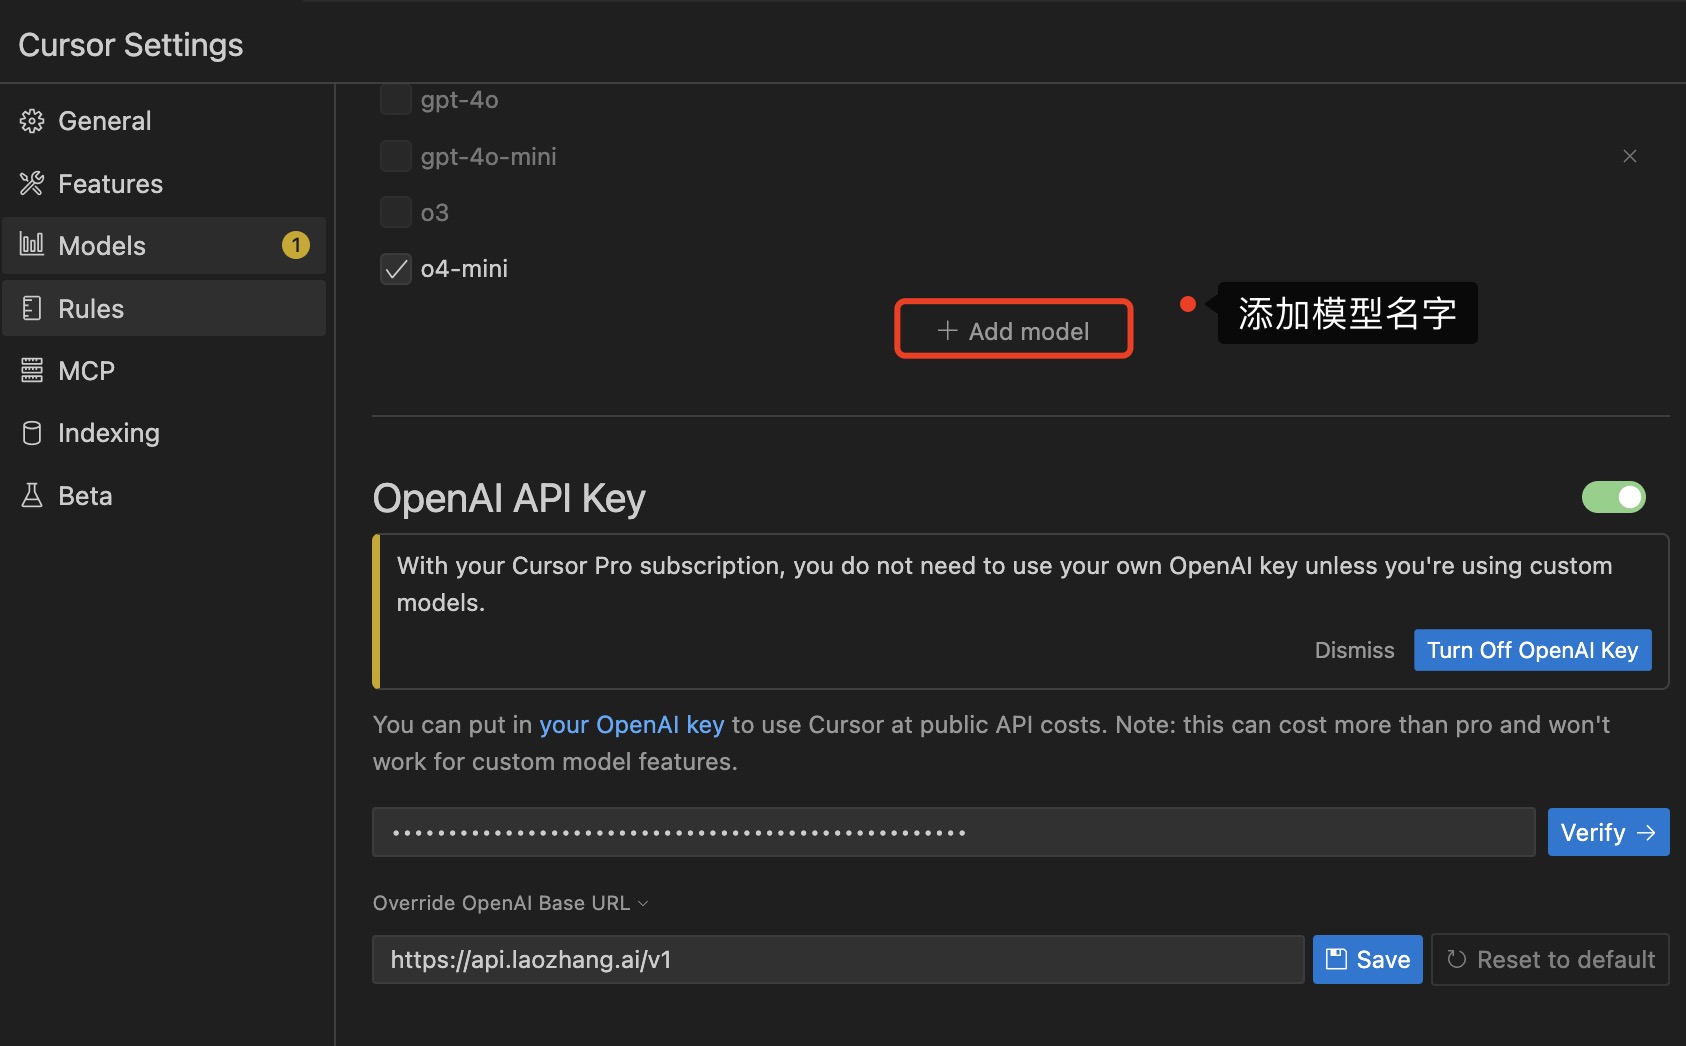 Cursor Settings
General
Features
Models
1
Rules
MCP
Indexing
Beta
gpt-4o
gpt-4o-mini
o3
o4-mini
+ Add model
添加模型名字
OpenAI API Key
With your Cursor Pro subscription, you do not need to use your own OpenAI key unless you're using custom
models.
Dismiss
Turn Off OpenAI Key
You can put in your OpenAI key to use Cursor at public API costs. Note: this can cost more than pro and won't
work for custom model features.
Verify →
Override OpenAI Base URL
https://api.laozhang.ai/v1
Save
Reset to default